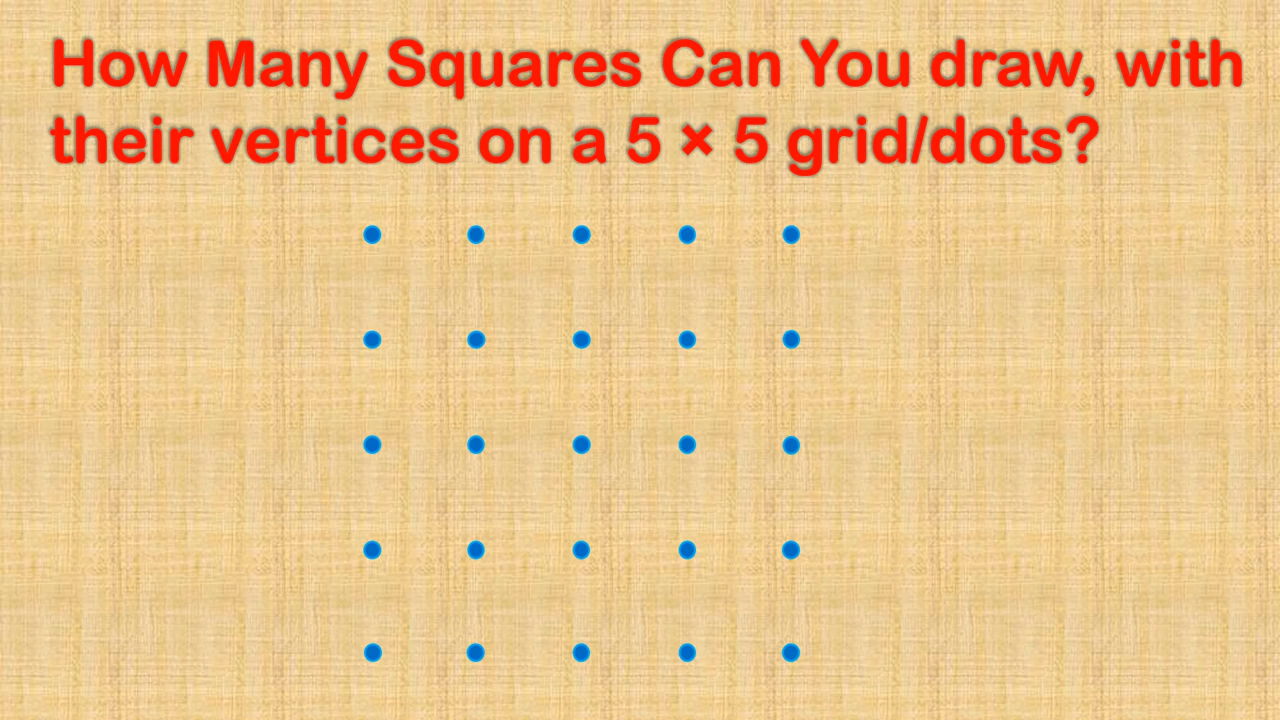 How Many Squares Can You draw, with
their vertices on a 5 × 5 grid/dots?